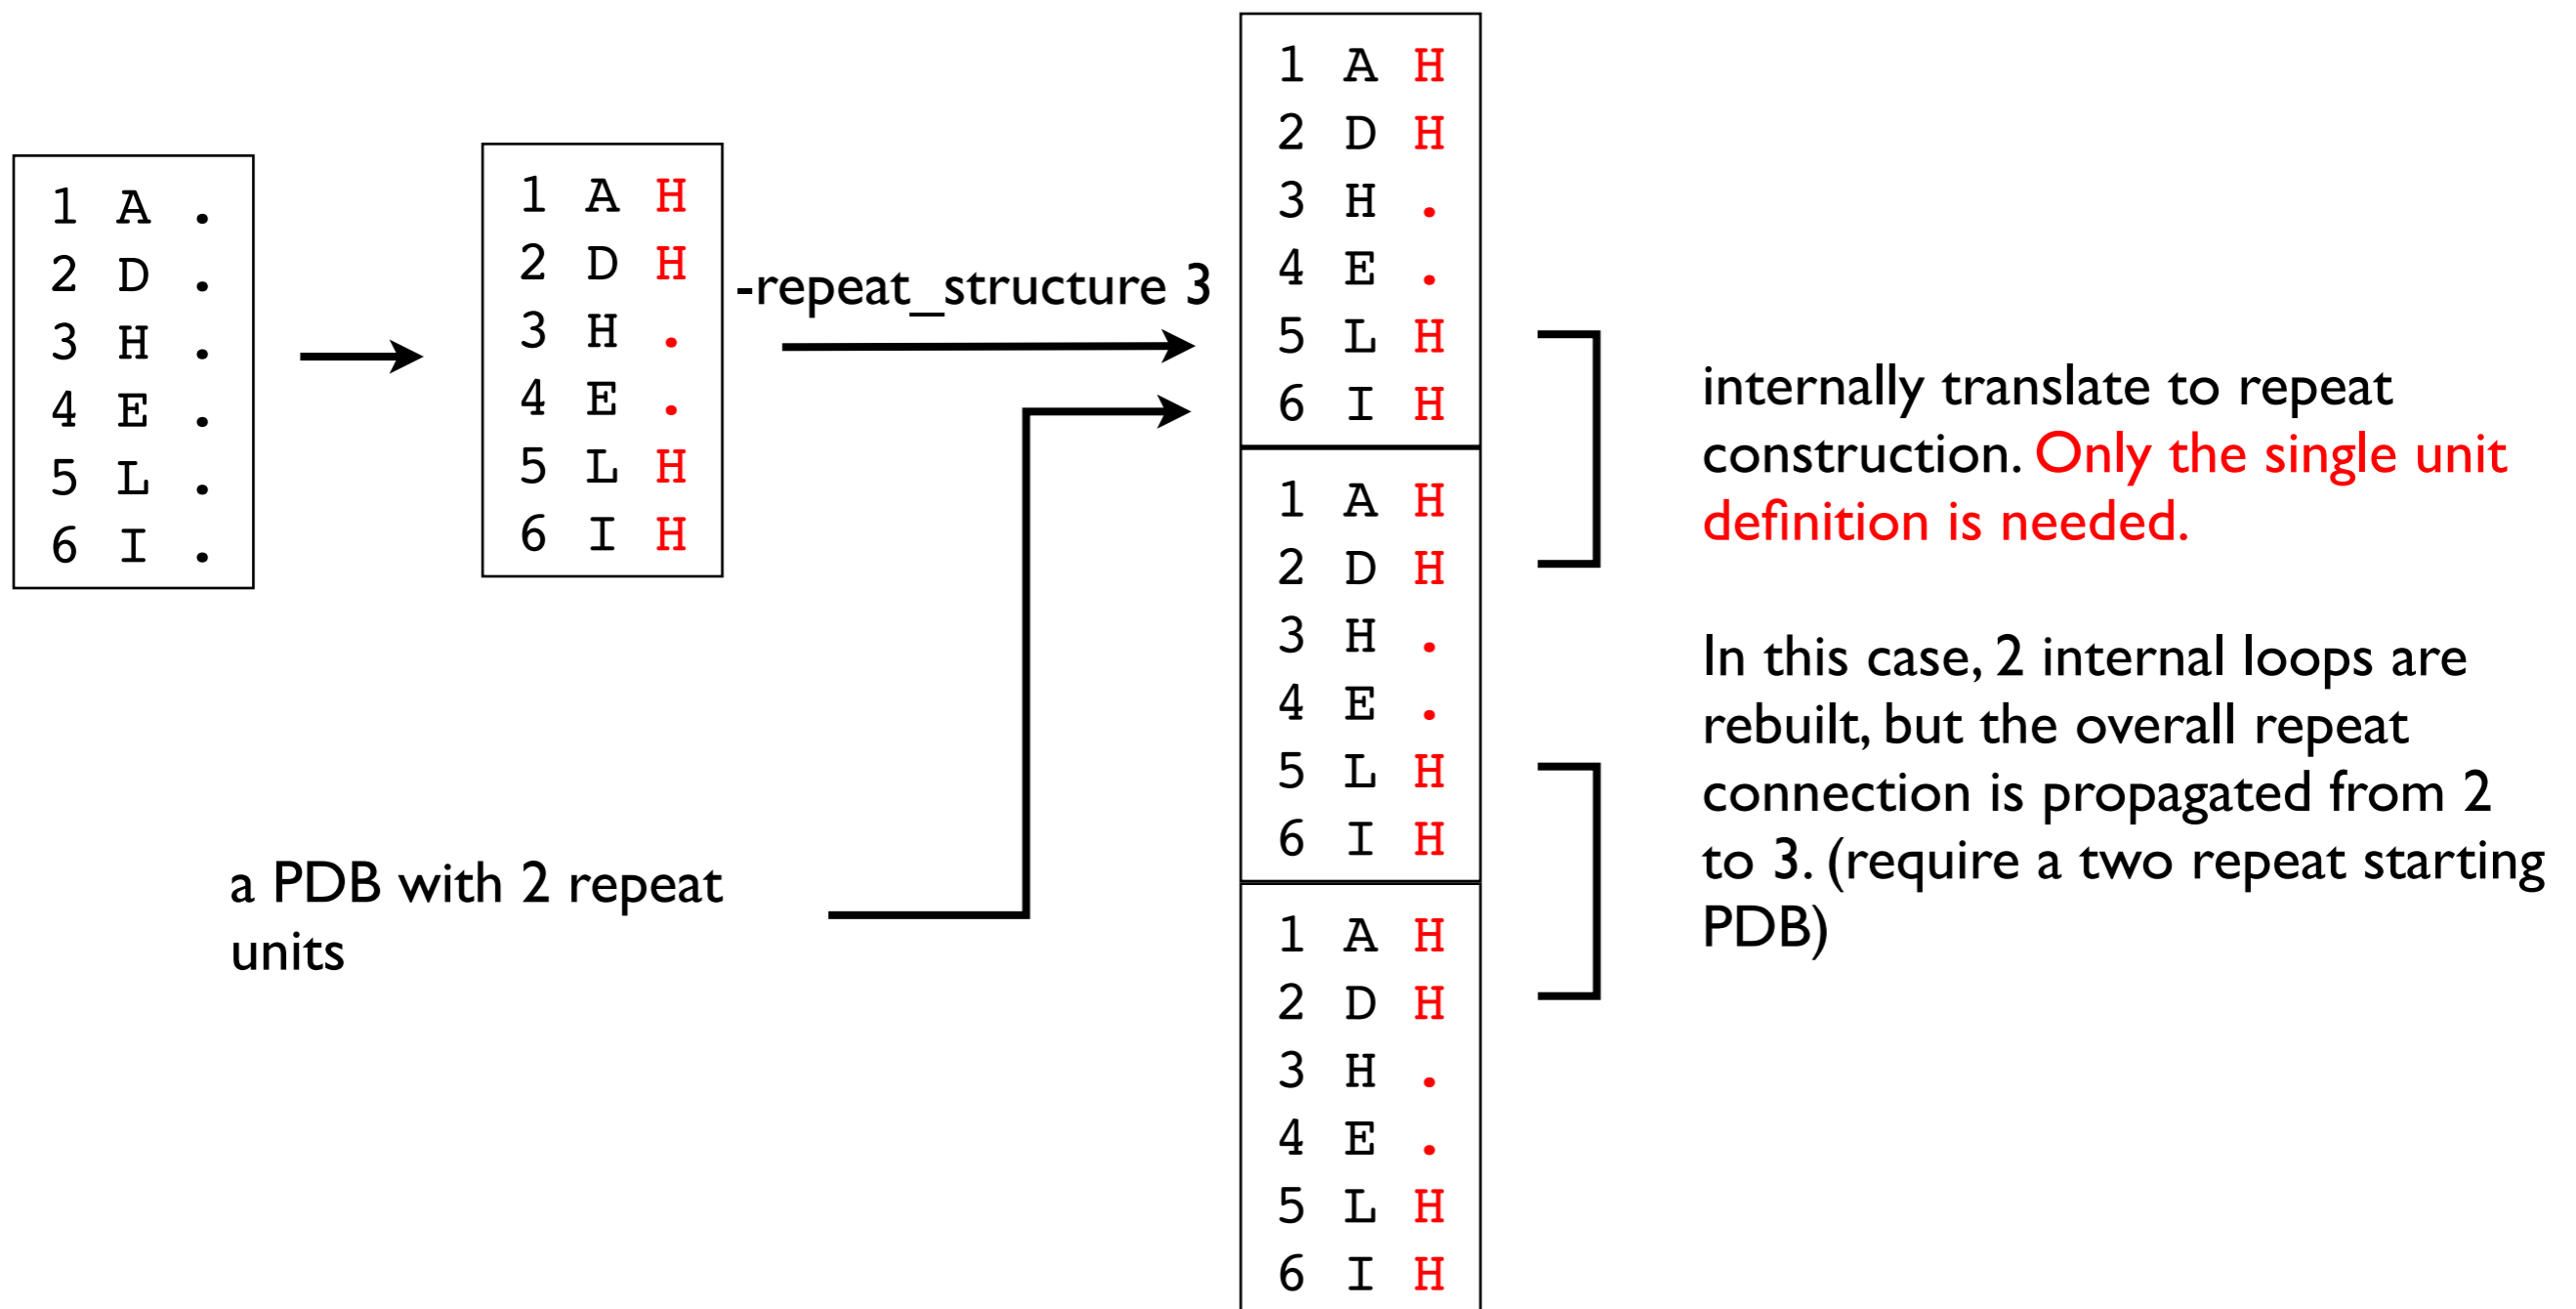 1 A .
2 D .
3 H .
4 E .
5 L .
6 I .
1 A H
2 D H
3 H .
4 E .
5 L H
6 I H
-repeat_structure 3
a PDB with 2 repeat
units
1 A H
2 D H
3 H .
4 E .
5 L H
6 I H
1 A H
2 D H
3 H .
4 E .
5 L H
6 I H
1 A H
2 D H
3 H .
4 E .
5 L H
6 I H
internally translate to repeat
construction. Only the single unit
definition is needed.
In this case, 2 internal loops are
rebuilt, but the overall repeat
connection is propagated from 2
to 3. (require a two repeat starting
PDB)